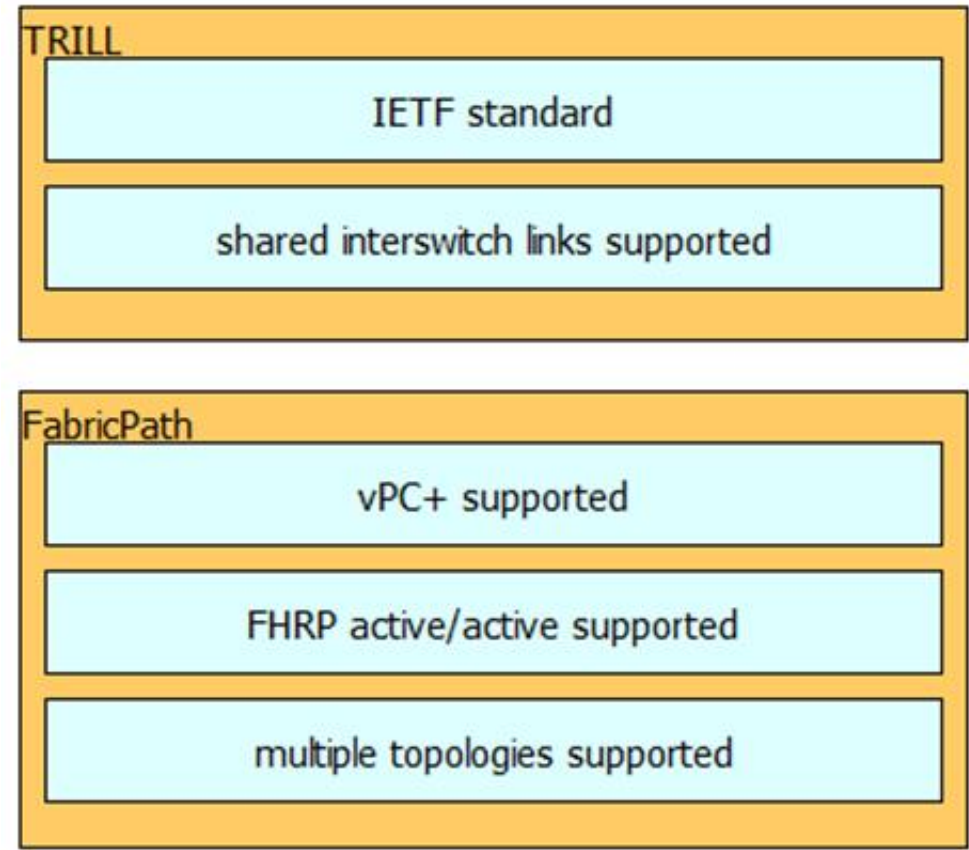 TRILL
IETF standard
shared interswitch links supported
FabricPath
vPC+ supported
FHRP active/active supported
multiple topologies supported